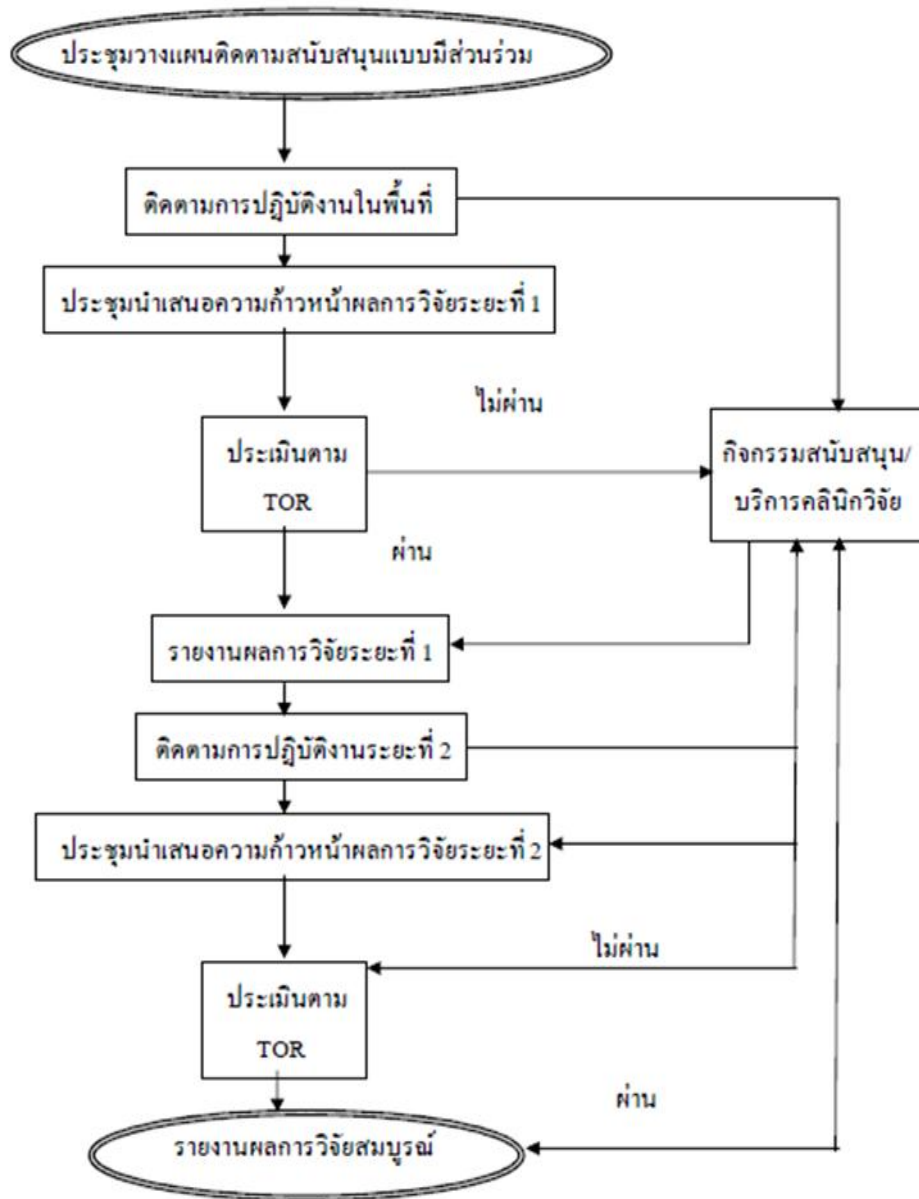 ประชุมวางแผนติดตามสนับสนุนแบบมีส่วนร่วม
ติดตามการปฏิบัติงานในพื้นที่
ประชุมนำเสนอความก้าวหน้าผลการวิจัยระยะที่ 1
ไม่ผ่าน
ประเมินตาม
TOR
กิจกรรมสนับสนุน/
บริการคลินิกวิจัย
ผ่าน
รายงานผลการวิจัยระยะที่ 1
ติดตามการปฏิบัติงานระยะที่ 2
ประชุมนำเสนอความก้าวหน้าผลการวิจัยระยะที่ 2
ไม่ผ่าน
ประเมินตาม
TOR
ผ่าน
รายงานผลการวิจัยสมบูรณ์